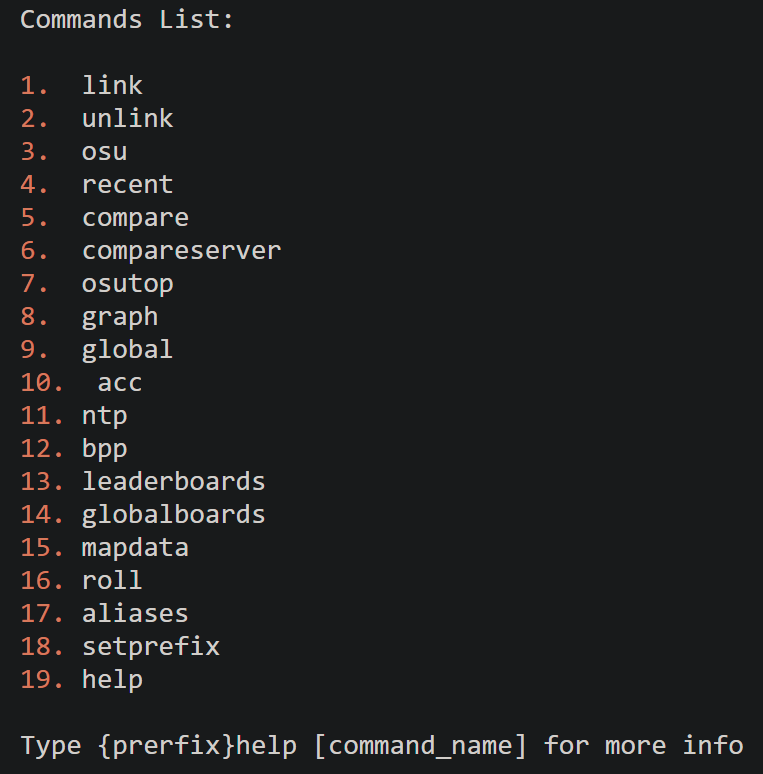 Commands List:

1.  link
2.  unlink
3.  osu
4.  recent
5.  compare
6.  compareserver
7.  osutop
8.  graph
9.  global
10.  acc
11. ntp
12. bpp
13. leaderboards
14. globalboards
15. mapdata
16. roll
17. aliases
18. setprefix
19. help

Type {prerfix}help [command_name] for more info